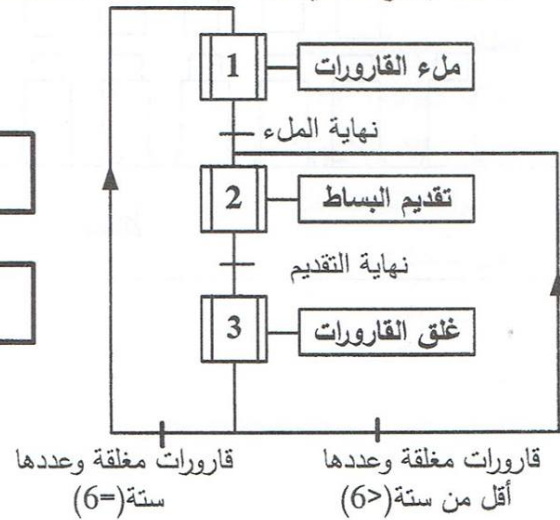 1
ملء القارورات
نهاية الملء
2
تقديم البساط
نهاية التقديم
3
غلق القارورات
قارورات مغلقة وعددها
أقل من ستة(<6)
قارورات مغلقة وعددها
ستة(=6)